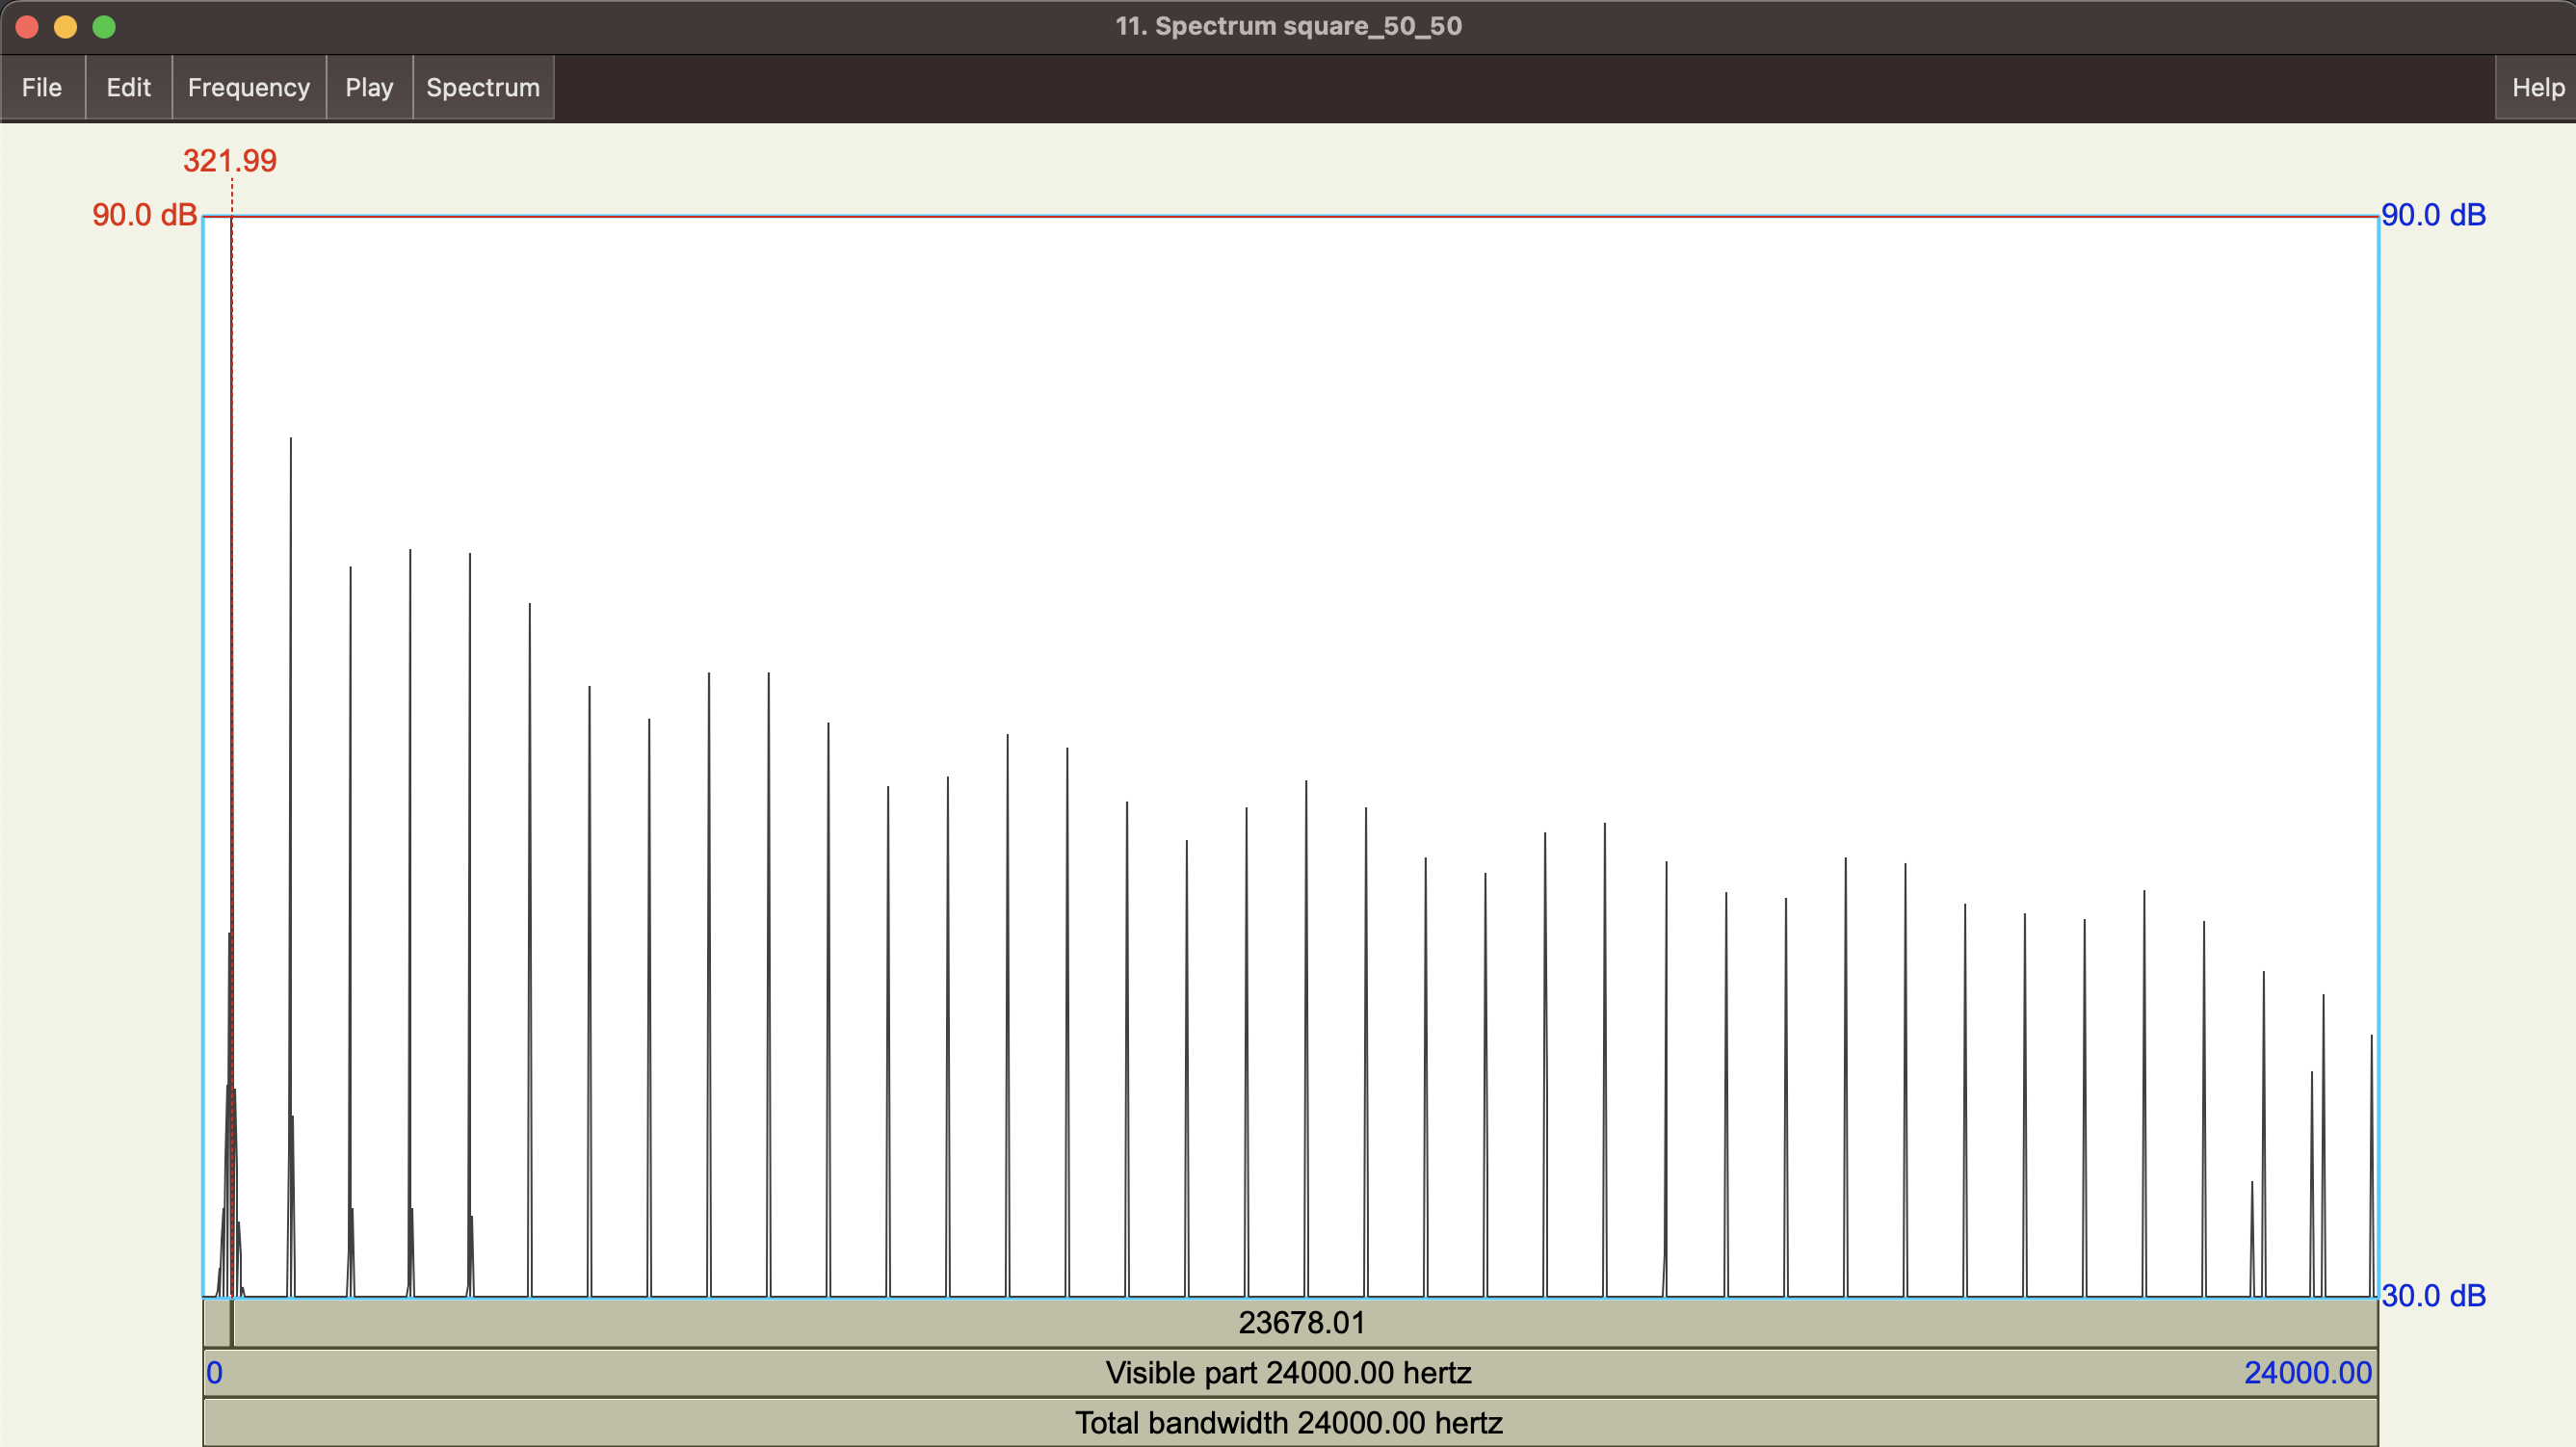 11. Spectrum square_50_50
File Edit Frequency Play Spectrum Help
321.99
90.0 dB 90.0 dB
30.0 dB
23678.01
0 Visible part 24000.00 hertz 24000.00
Total bandwidth 24000.00 hertz